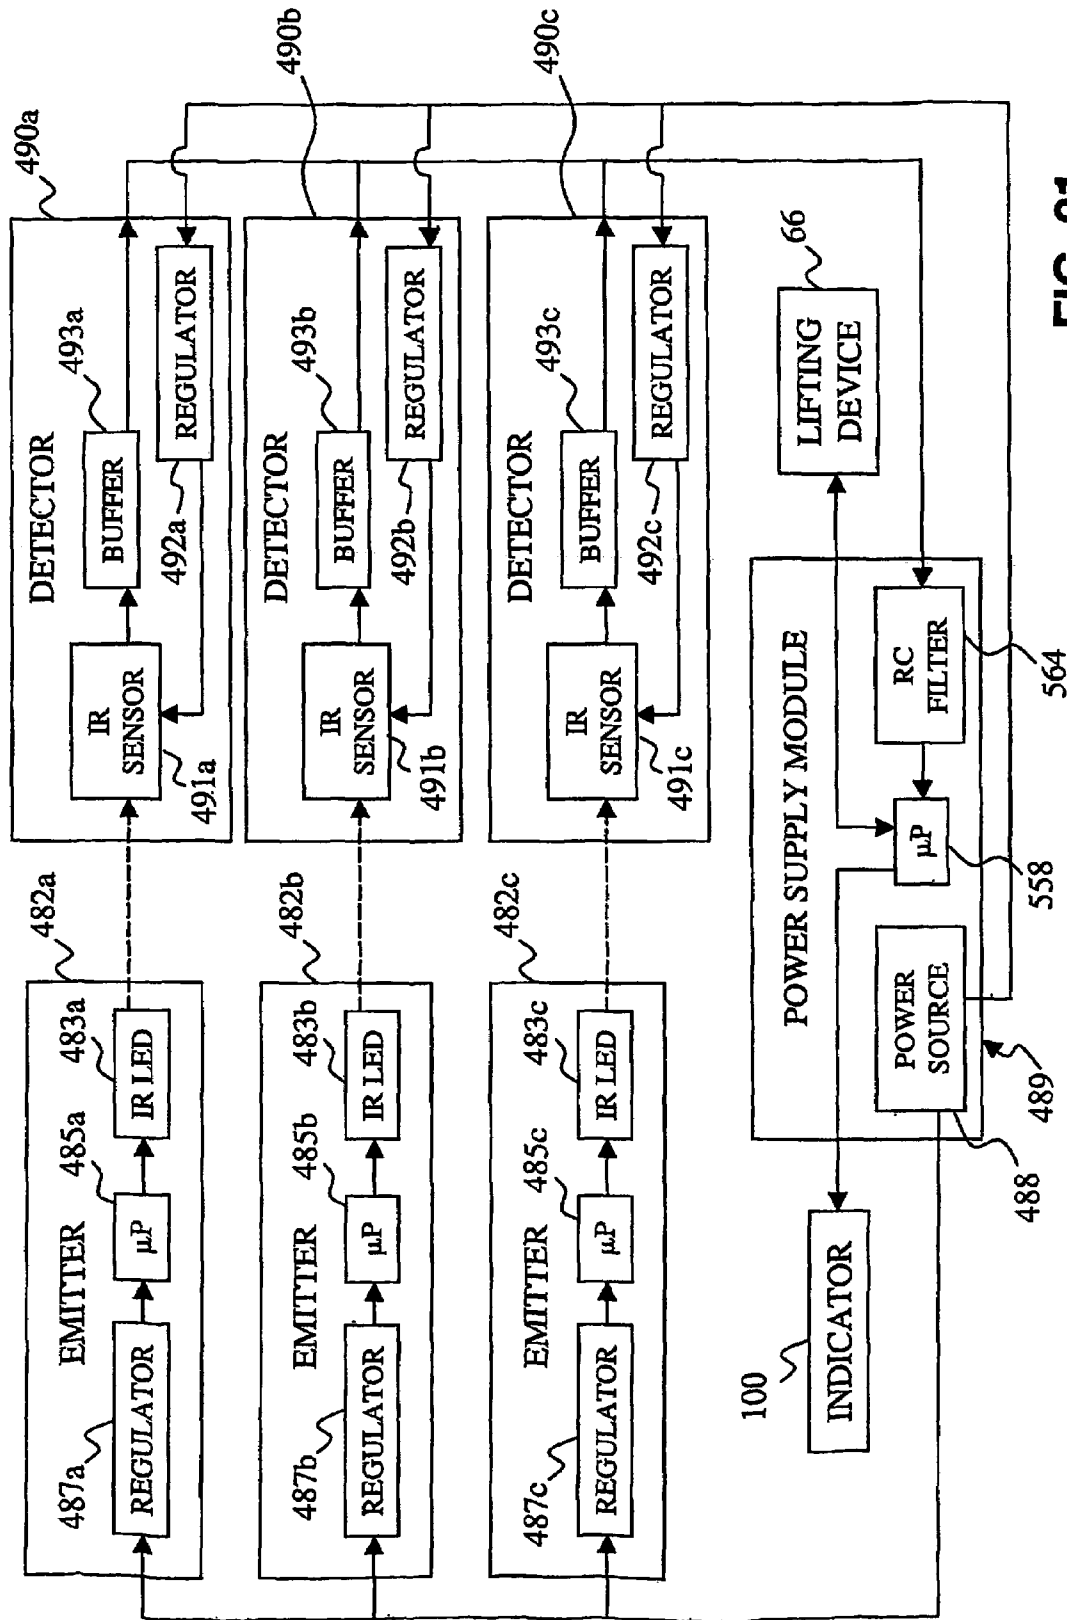 482a
EMITTER
487a
REGULATOR
485a
µP
483a
IR LED
490a
DETECTOR
491a
IR
SENSOR
493a
BUFFER
492a
REGULATOR
482b
EMITTER
487b
REGULATOR
485b
µP
483b
IR LED
490b
DETECTOR
491b
IR
SENSOR
493b
BUFFER
492b
REGULATOR
482c
EMITTER
487c
REGULATOR
485c
µP
483c
IR LED
490c
DETECTOR
491c
IR
SENSOR
493c
BUFFER
492c
REGULATOR
100
INDICATOR
POWER SUPPLY MODULE
POWER
SOURCE
488
489
µP
558
RC
FILTER
564
66
LIFTING
DEVICE